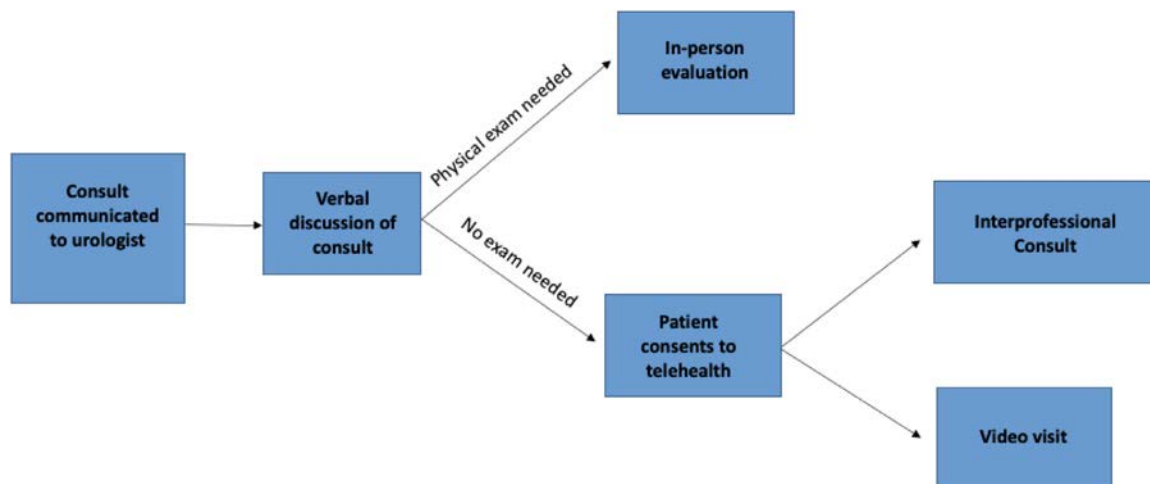 In-person
evaluation
Physical exam needed
Consult
communicated
to urologist
Verbal
discussion of
consult
No exam needed
Interprofessional
Consult
Patient
consents to
telehealth
Video visit